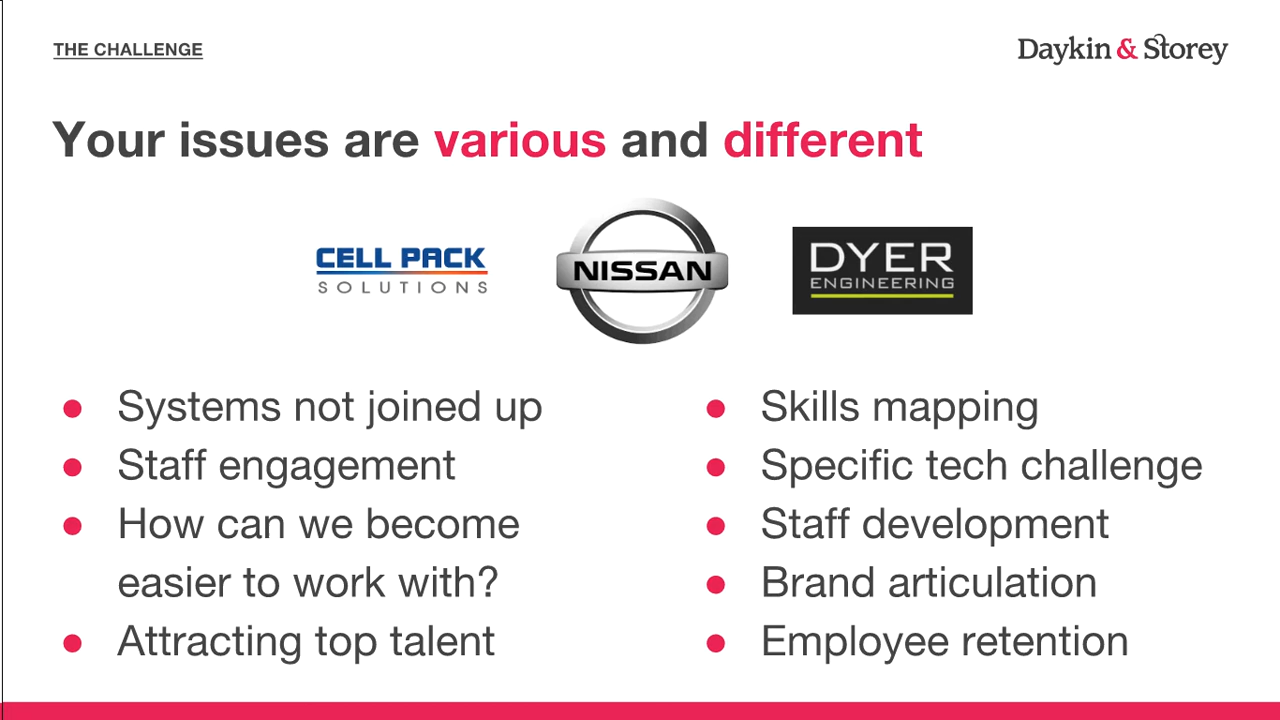 THE CHALLENGE
Daykin & Storey
Your issues are various and different
CELL PACK
SOLUTIONS
NISSAN
DYER
ENGINEERING
● Systems not joined up
● Staff engagement
● How can we become
easier to work with?
● Attracting top talent
● Skills mapping
● Specific tech challenge
● Staff development
● Brand articulation
● Employee retention